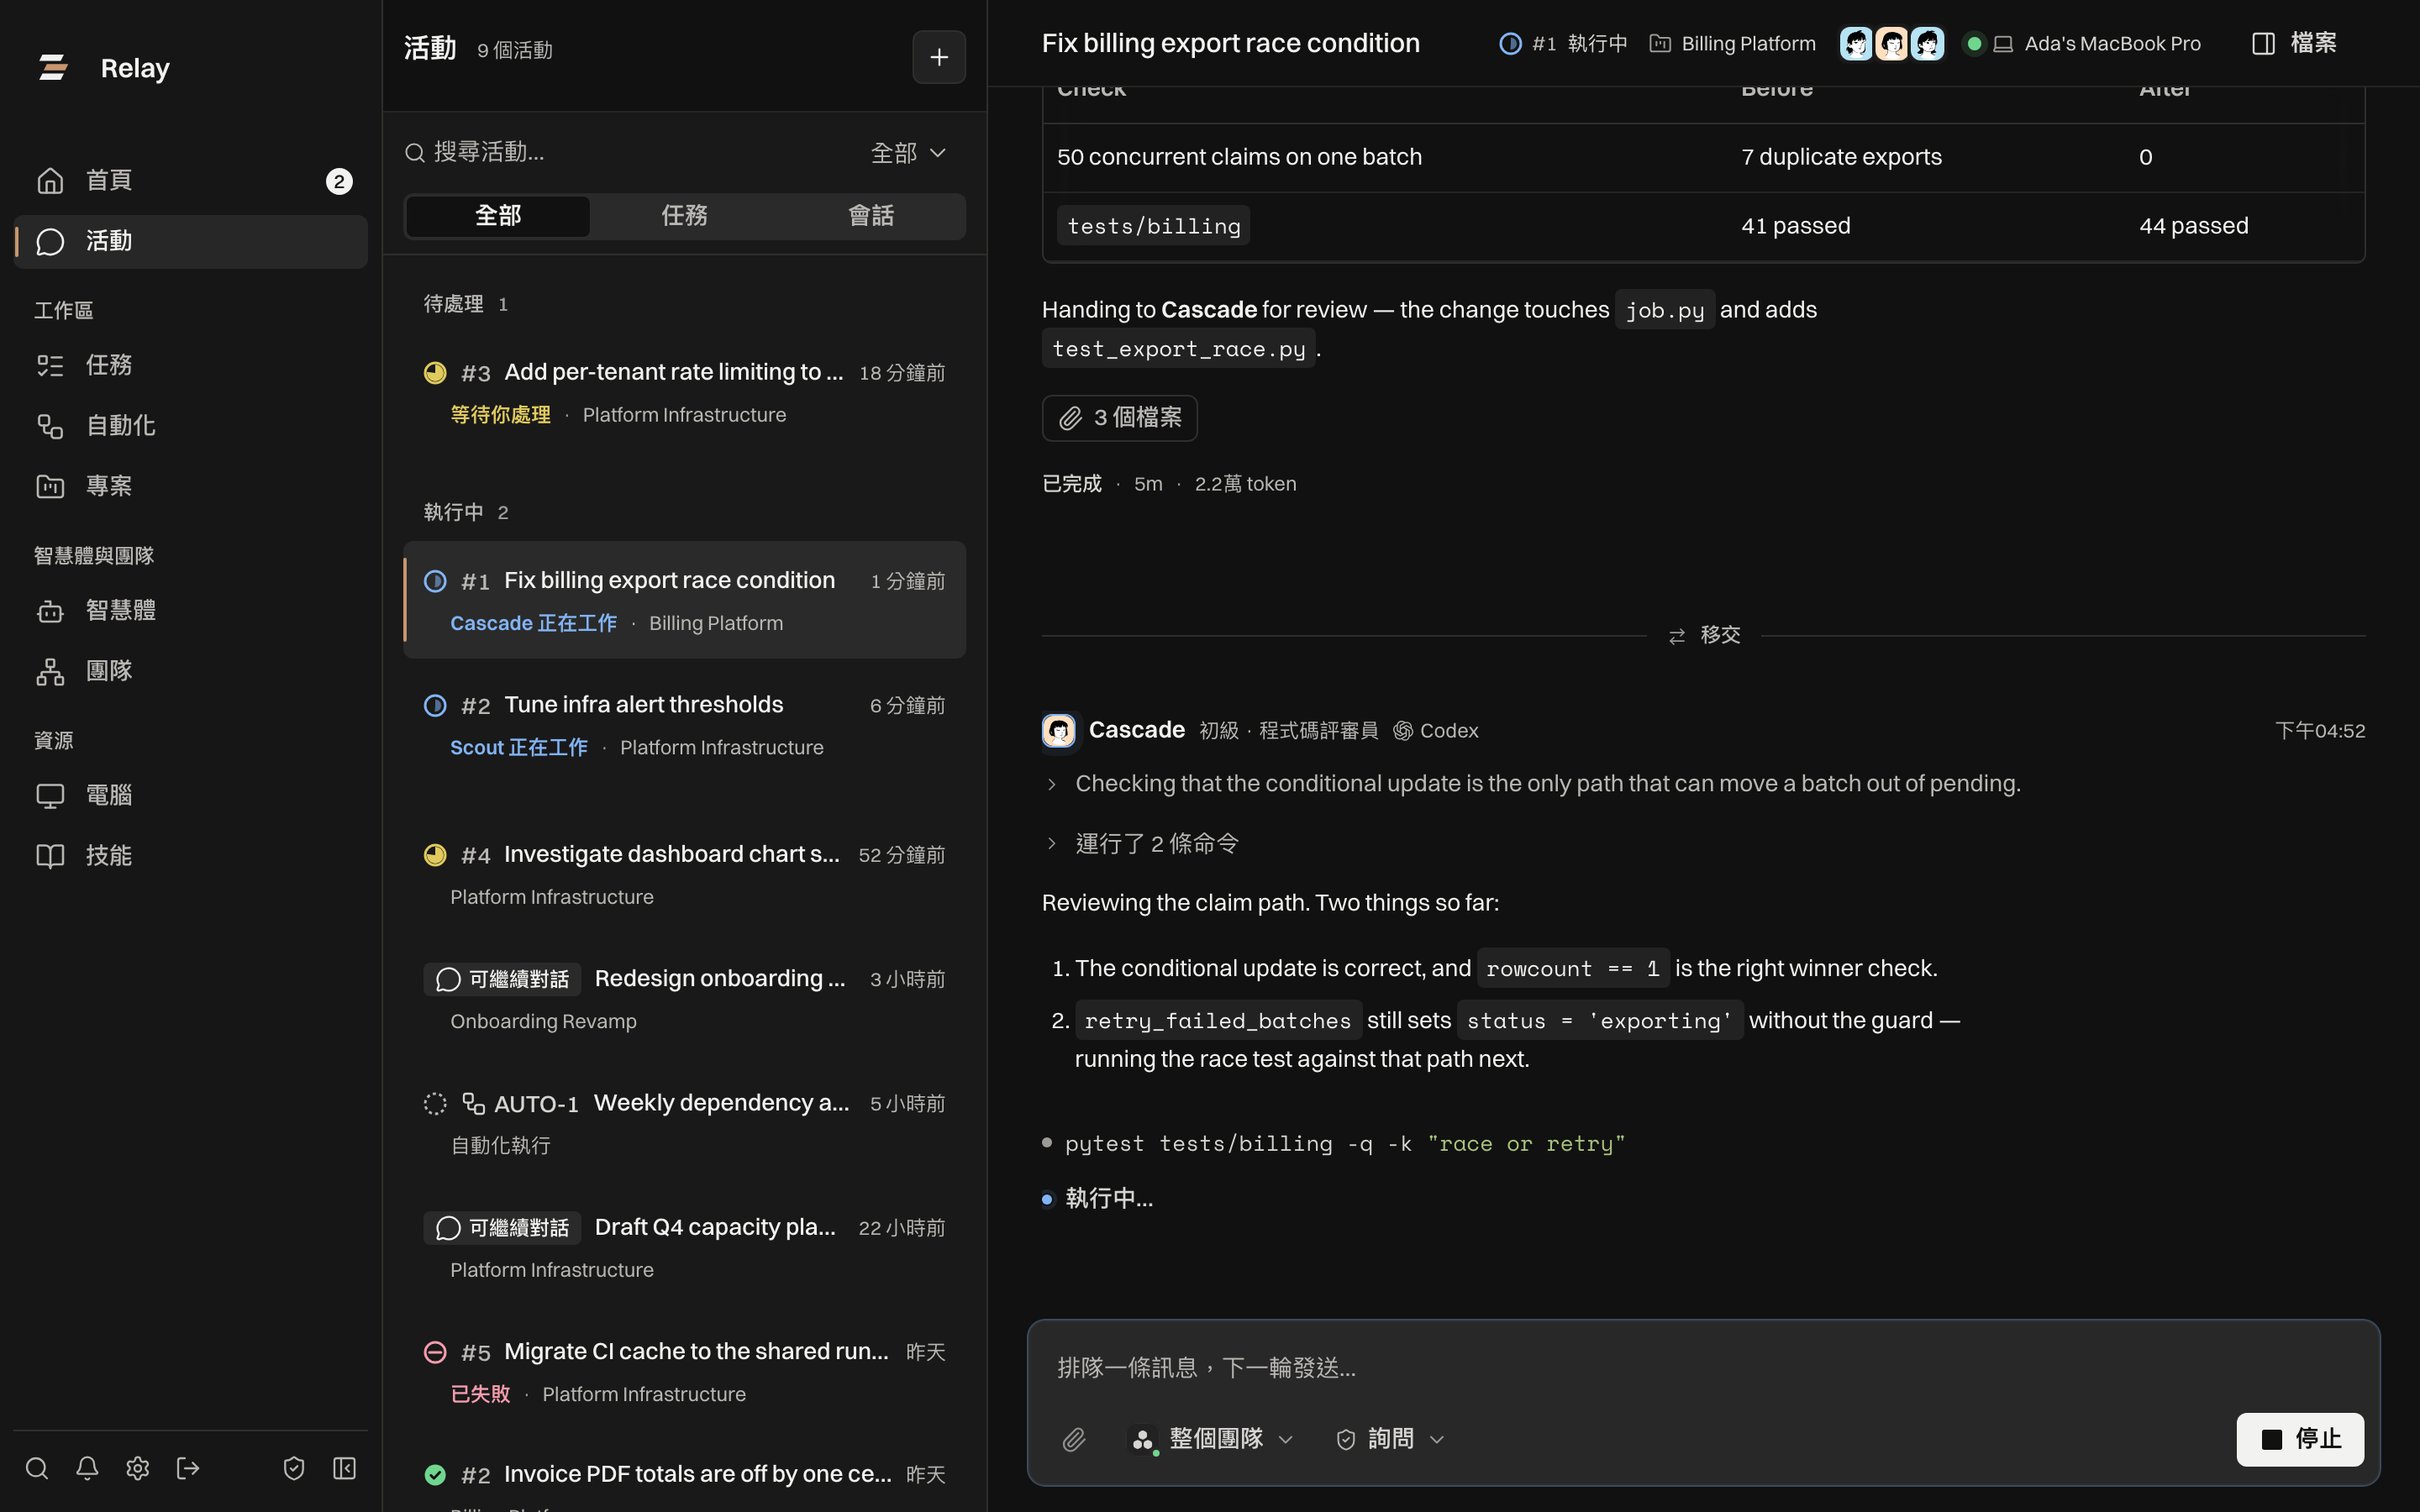 Relay
首頁
2
活動
工作區
任務
自動化
專案
智慧體與團隊
智慧體
團隊
資源
電腦
技能
活動 9 個活動
搜尋活動...
全部
全部 任務 會話
待處理 1
#3 Add per-tenant rate limiting to ... 18 分鐘前
等待你處理 · Platform Infrastructure
執行中 2
#1 Fix billing export race condition 1 分鐘前
Cascade 正在工作 · Billing Platform
#2 Tune infra alert thresholds 6 分鐘前
Scout 正在工作 · Platform Infrastructure
#4 Investigate dashboard chart s... 52 分鐘前
Platform Infrastructure
可繼續對話 Redesign onboarding ... 3 小時前
Onboarding Revamp
AUTO-1 Weekly dependency a... 5 小時前
自動化執行
可繼續對話 Draft Q4 capacity pla... 22 小時前
Platform Infrastructure
#5 Migrate CI cache to the shared run... 昨天
已失敗 · Platform Infrastructure
#2 Invoice PDF totals are off by one ce... 昨天
Fix billing export race condition #1 執行中 Billing Platform Ada's MacBook Pro 檔案
Check Before After
50 concurrent claims on one batch 7 duplicate exports 0
tests/billing 41 passed 44 passed
Handing to Cascade for review — the change touches job.py and adds
test_export_race.py.
3 個檔案
已完成 · 5m · 2.2萬 token
移交
Cascade 初級 · 程式碼評審員 Codex 下午04:52
Checking that the conditional update is the only path that can move a batch out of pending.
運行了 2 條命令
Reviewing the claim path. Two things so far:
1. The conditional update is correct, and rowcount == 1 is the right winner check.
2. retry_failed_batches still sets status = 'exporting' without the guard —
running the race test against that path next.
pytest tests/billing -q -k "race or retry"
執行中...
排隊一條訊息，下一輪發送...
整個團隊 詢問 停止